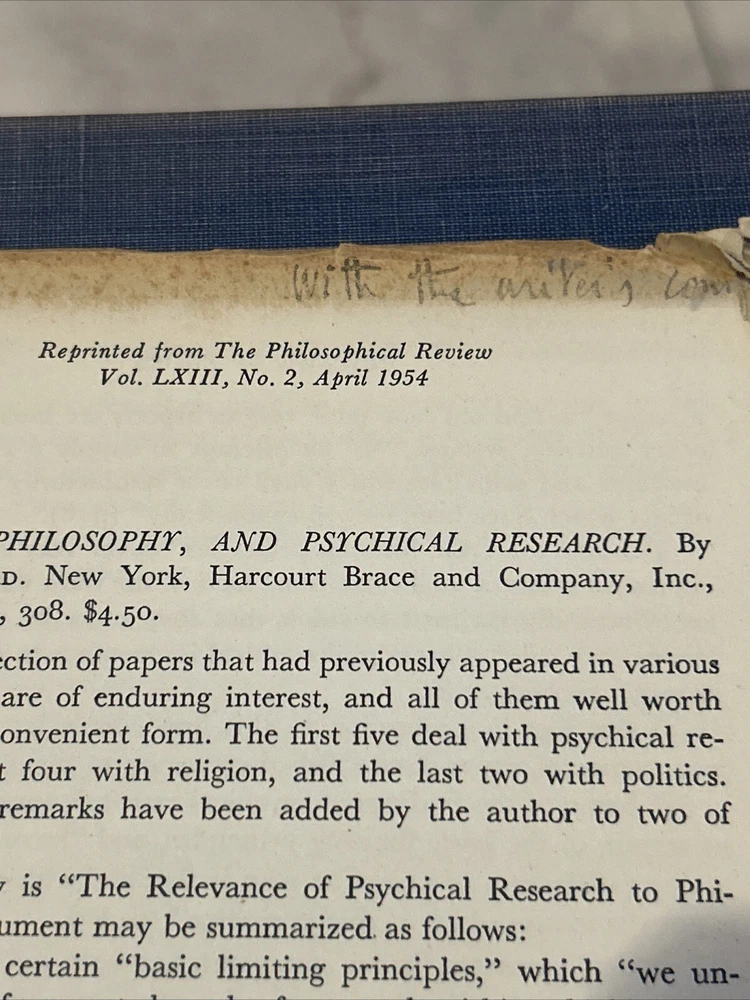 With the writer's com
Reprinted from The Philosophical Review
Vol. LXIII, No. 2, April 1954
PHILOSOPHY, AND PSYCHICAL RESEARCH. By
D. New York, Harcourt Brace and Company, Inc.,
, 308. $4.50.
ection of papers that had previously appeared in various
are of enduring interest, and all of them well worth
onvenient form. The first five deal with psychical re-
t four with religion, and the last two with politics.
remarks have been added by the author to two of
y is “The Relevance of Psychical Research to Phi-
ument may be summarized as follows:
certain “basic limiting principles,” which “we un-